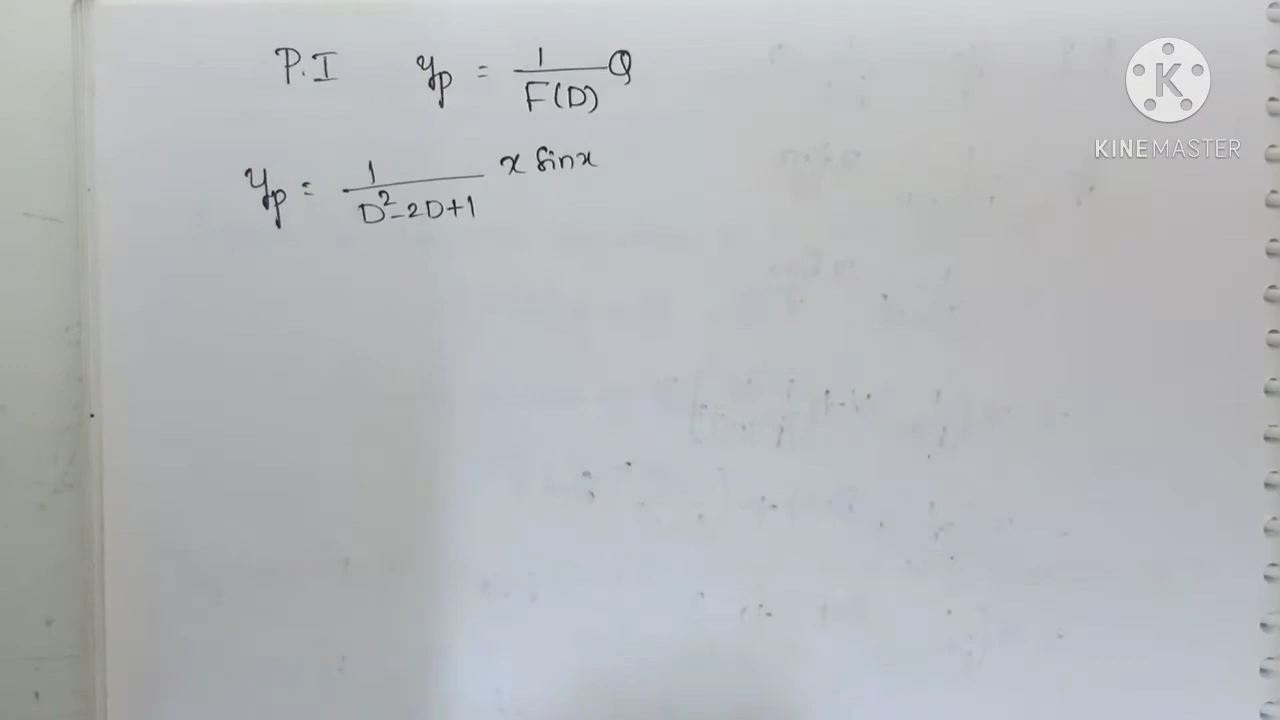 P.I yp = 1/F(D) Q
yp = 1/(D²-2D+1) x sinx
K
KINEMASTER